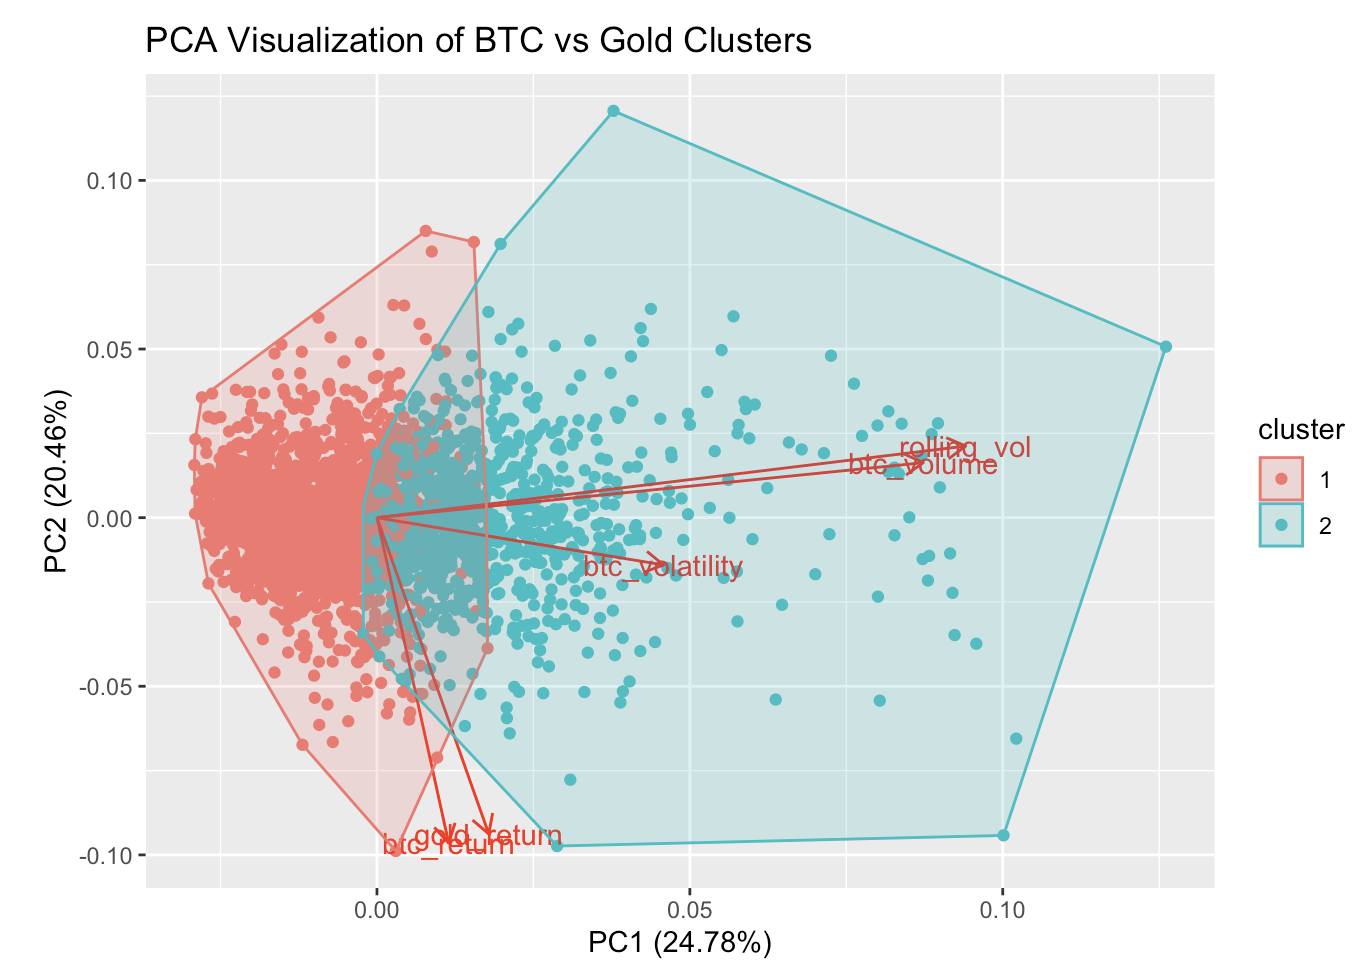 PCA Visualization of BTC vs Gold Clusters
PC2 (20.46%)
0.10
0.05
0.00
-0.05
-0.10
rolling_vol
btc_volume
btc_volatility
gold_return
btc_return
0.00
0.05
0.10
PC1 (24.78%)
cluster
1
2